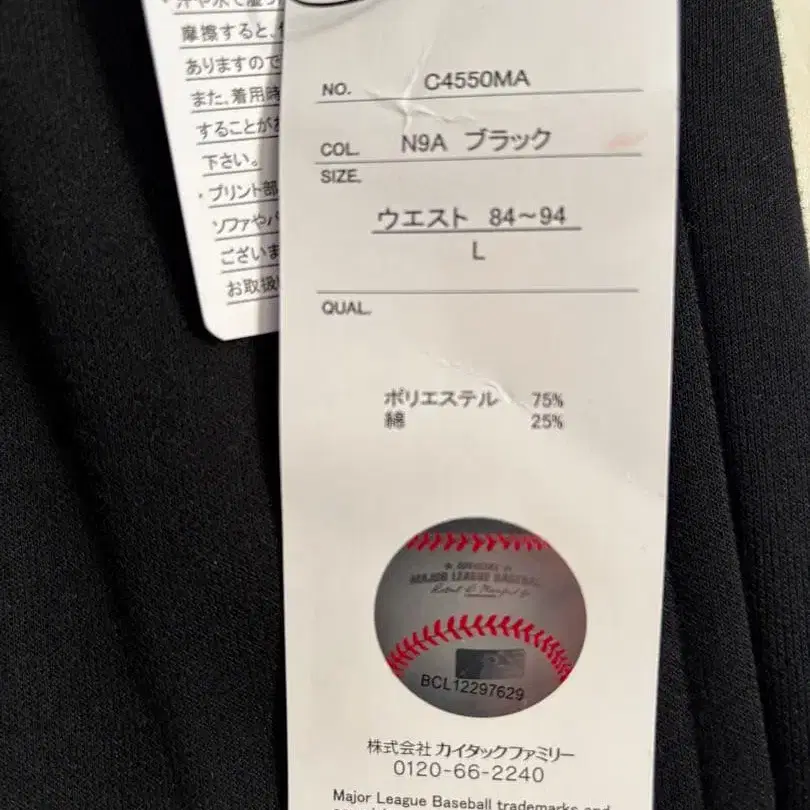 摩擦すると、
ありますので
また、着用時
することがあ
下さい。
・プリント部
ソファや
ございま
お取扱
NO. C4550MA
COL. N9A ブラック
SIZE.
ウエスト 84～94
L
QUAL.
ポリエステル 75%
綿 25%
MAJOR LEAGUE BASEBALL
BCL12297629
株式会社 カイタックファミリー
0120-66-2240
Major League Baseball trademarks and